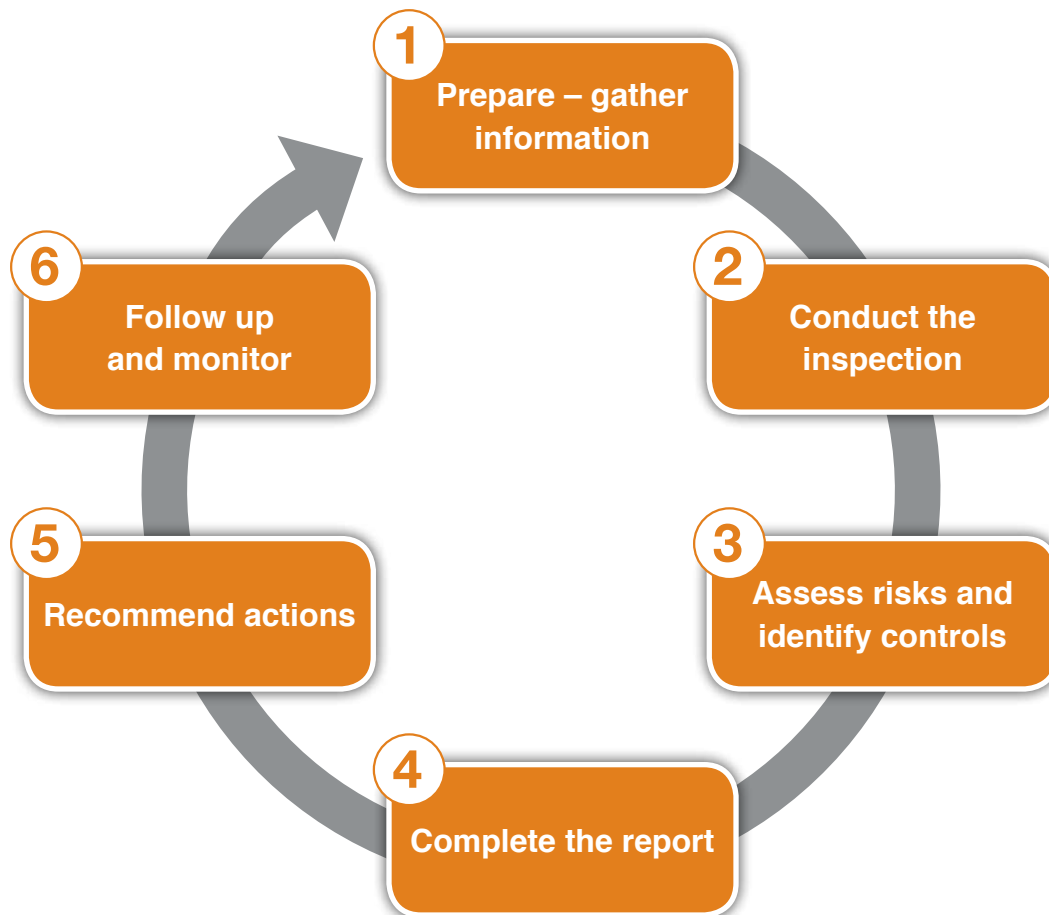 1
Prepare – gather
information
2
Conduct the
inspection
3
Assess risks and
identify controls
4
Complete the report
5
Recommend actions
6
Follow up
and monitor